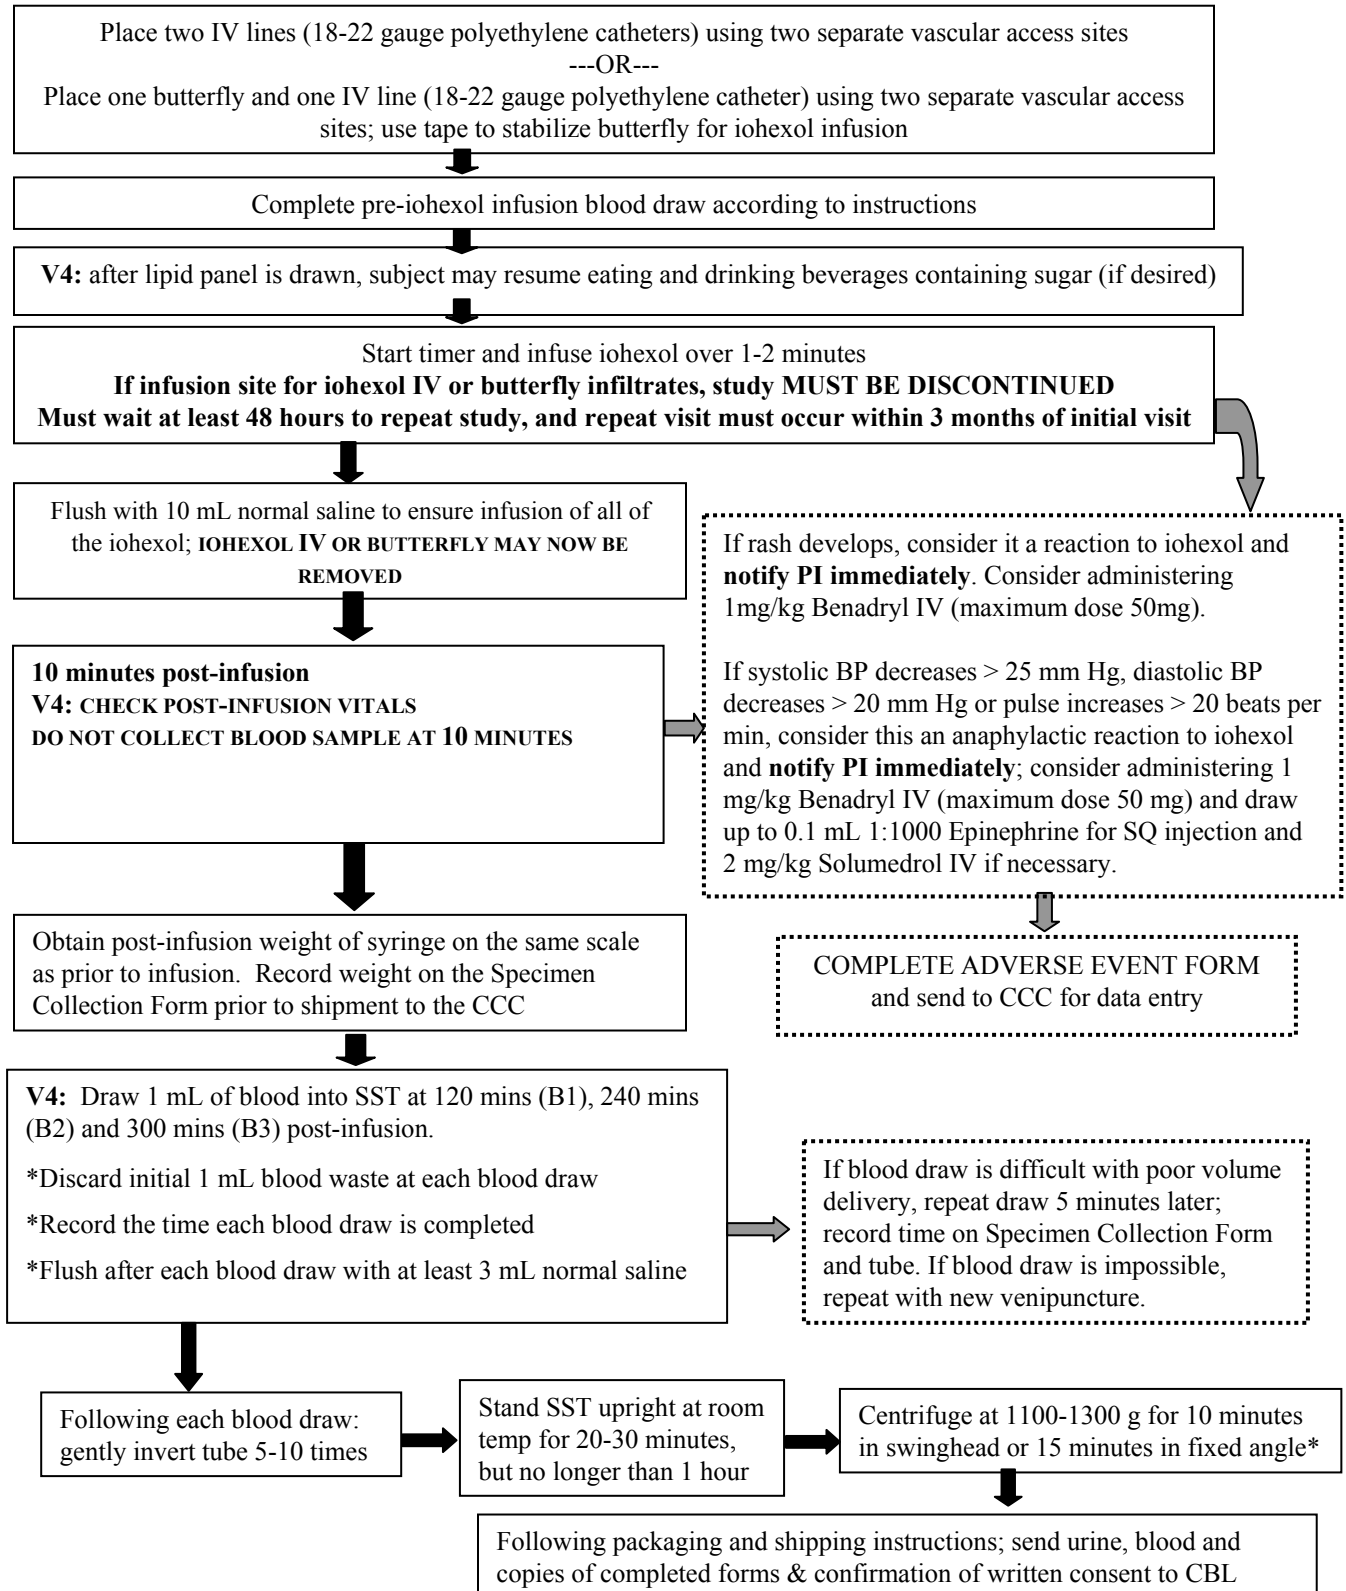 Place two IV lines (18-22 gauge polyethylene catheters) using two separate vascular access sites
---OR---
Place one butterfly and one IV line (18-22 gauge polyethylene catheter) using two separate vascular access
sites; use tape to stabilize butterfly for iohexol infusion
Complete pre-iohexol infusion blood draw according to instructions
V4: after lipid panel is drawn, subject may resume eating and drinking beverages containing sugar (if desired)
Start timer and infuse iohexol over 1-2 minutes
If infusion site for iohexol IV or butterfly infiltrates, study MUST BE DISCONTINUED
Must wait at least 48 hours to repeat study, and repeat visit must occur within 3 months of initial visit
Flush with 10 mL normal saline to ensure infusion of all of
the iohexol; IOHEXOL IV OR BUTTERFLY MAY NOW BE
REMOVED
If rash develops, consider it a reaction to iohexol and
notify PI immediately. Consider administering
1mg/kg Benadryl IV (maximum dose 50mg).
If systolic BP decreases > 25 mm Hg, diastolic BP
decreases > 20 mm Hg or pulse increases > 20 beats per
min, consider this an anaphylactic reaction to iohexol
and notify PI immediately; consider administering 1
mg/kg Benadryl IV (maximum dose 50 mg) and draw
up to 0.1 mL 1:1000 Epinephrine for SQ injection and
2 mg/kg Solumedrol IV if necessary.
10 minutes post-infusion
V4: CHECK POST-INFUSION VITALS
DO NOT COLLECT BLOOD SAMPLE AT 10 MINUTES
Obtain post-infusion weight of syringe on the same scale
as prior to infusion.  Record weight on the Specimen
Collection Form prior to shipment to the CCC
COMPLETE ADVERSE EVENT FORM
and send to CCC for data entry
V4:  Draw 1 mL of blood into SST at 120 mins (B1), 240 mins
(B2) and 300 mins (B3) post-infusion.
*Discard initial 1 mL blood waste at each blood draw
*Record the time each blood draw is completed
*Flush after each blood draw with at least 3 mL normal saline
If blood draw is difficult with poor volume
delivery, repeat draw 5 minutes later;
record time on Specimen Collection Form
and tube. If blood draw is impossible,
repeat with new venipuncture.
Following each blood draw:
gently invert tube 5-10 times
Stand SST upright at room
temp for 20-30 minutes,
but no longer than 1 hour
Centrifuge at 1100-1300 g for 10 minutes
in swinghead or 15 minutes in fixed angle*
Following packaging and shipping instructions; send urine, blood and
copies of completed forms & confirmation of written consent to CBL